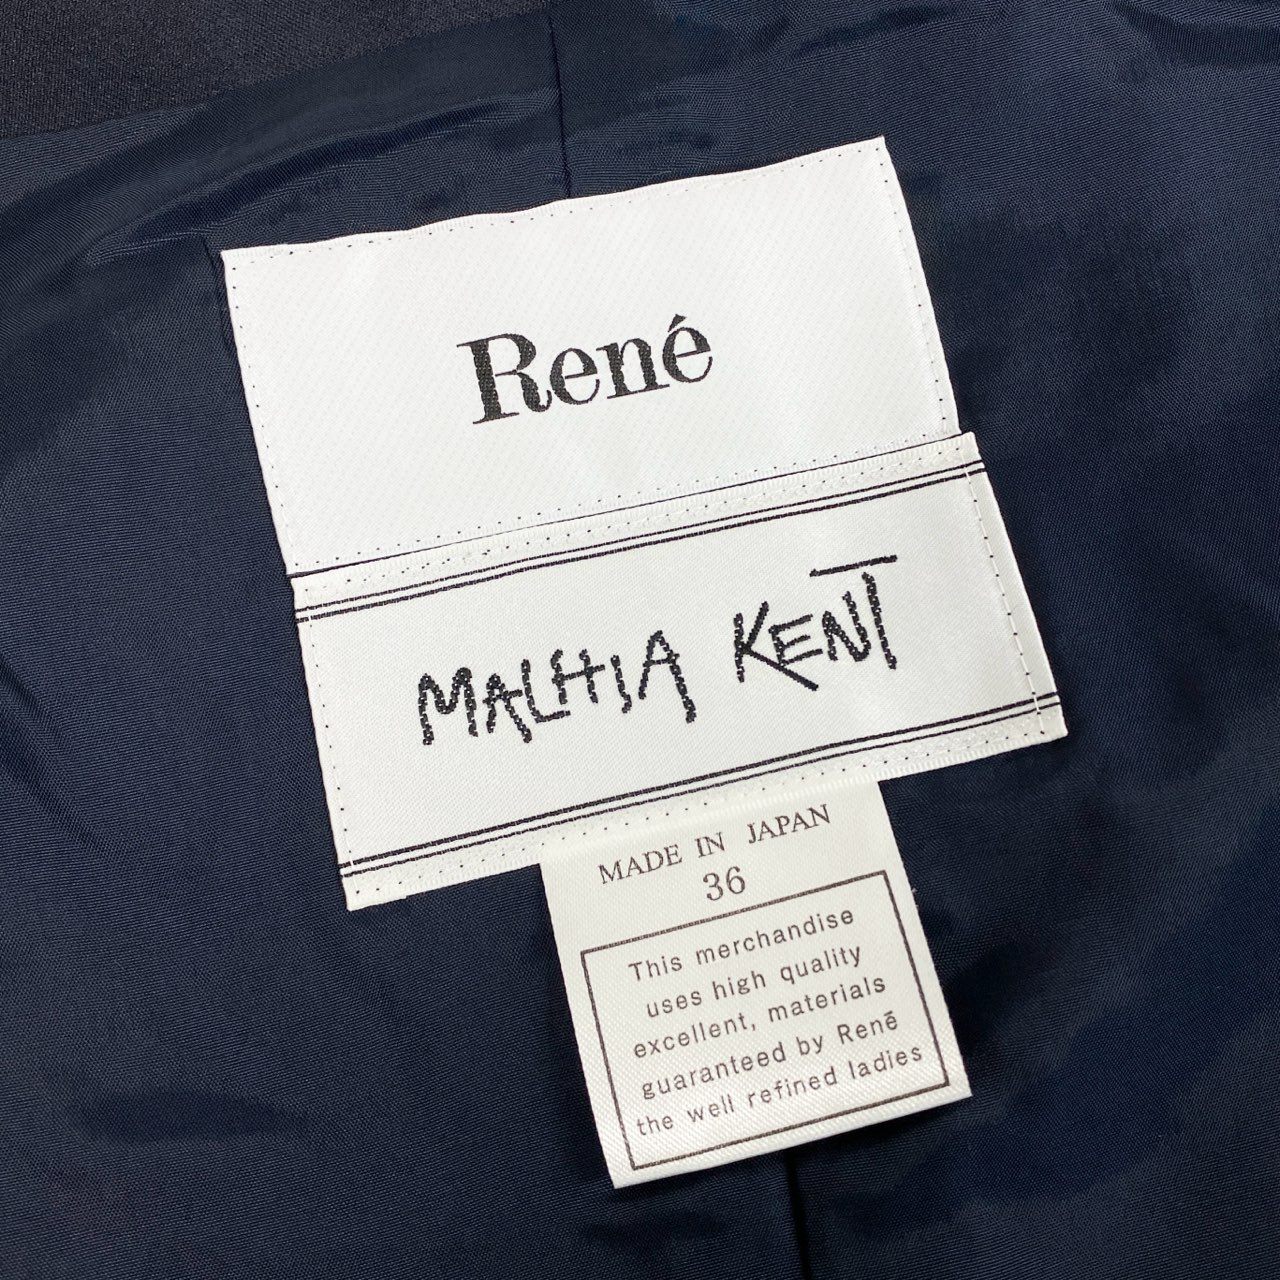 René
MALHIA KENT
MADE IN JAPAN
36
This merchandise
uses high quality
excellent, materials
guaranteed by René
the well refined ladies